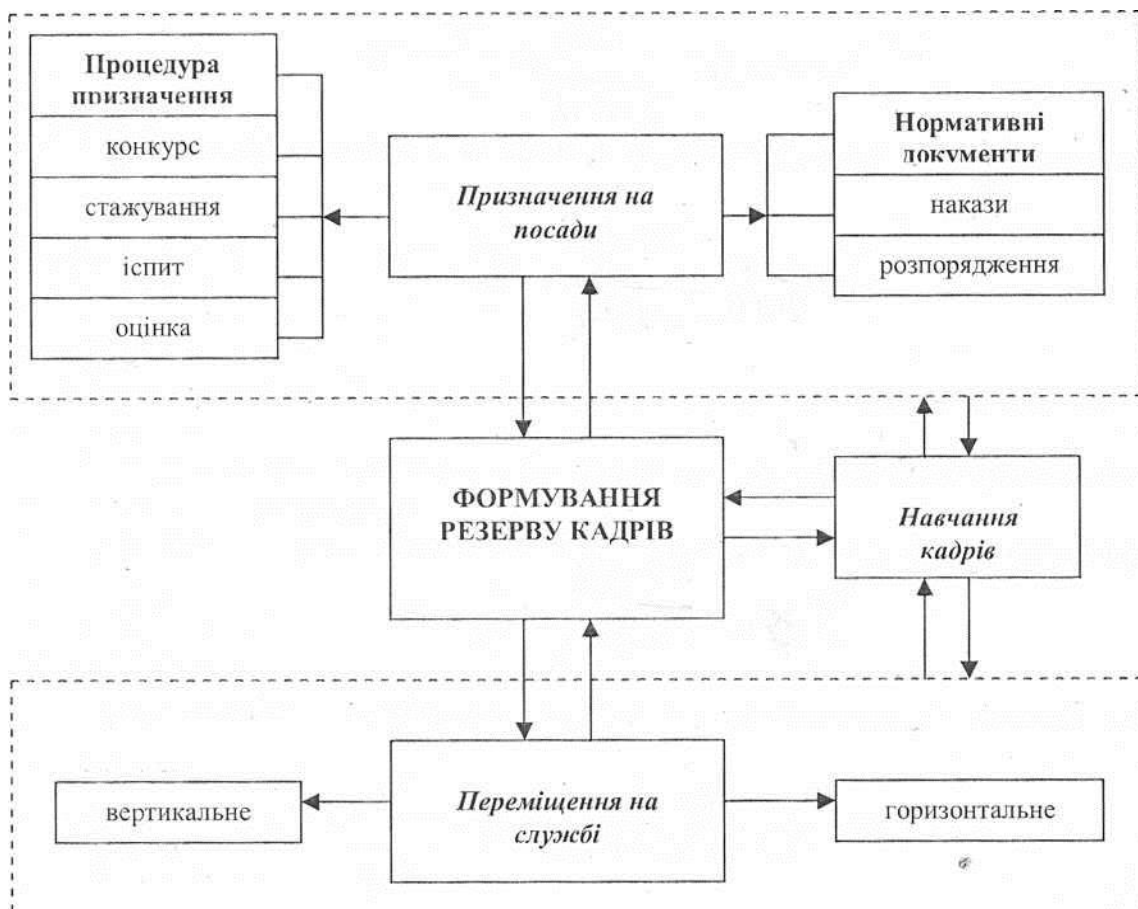 Процедура
призначення
конкурс
стажування
іспит
оцінка
Призначення на
посади
Нормативні
документи
накази
розпорядження
ФОРМУВАННЯ
РЕЗЕРВУ КАДРІВ
Навчання
кадрів
вертикальне
Переміщення на
службі
горизонтальне